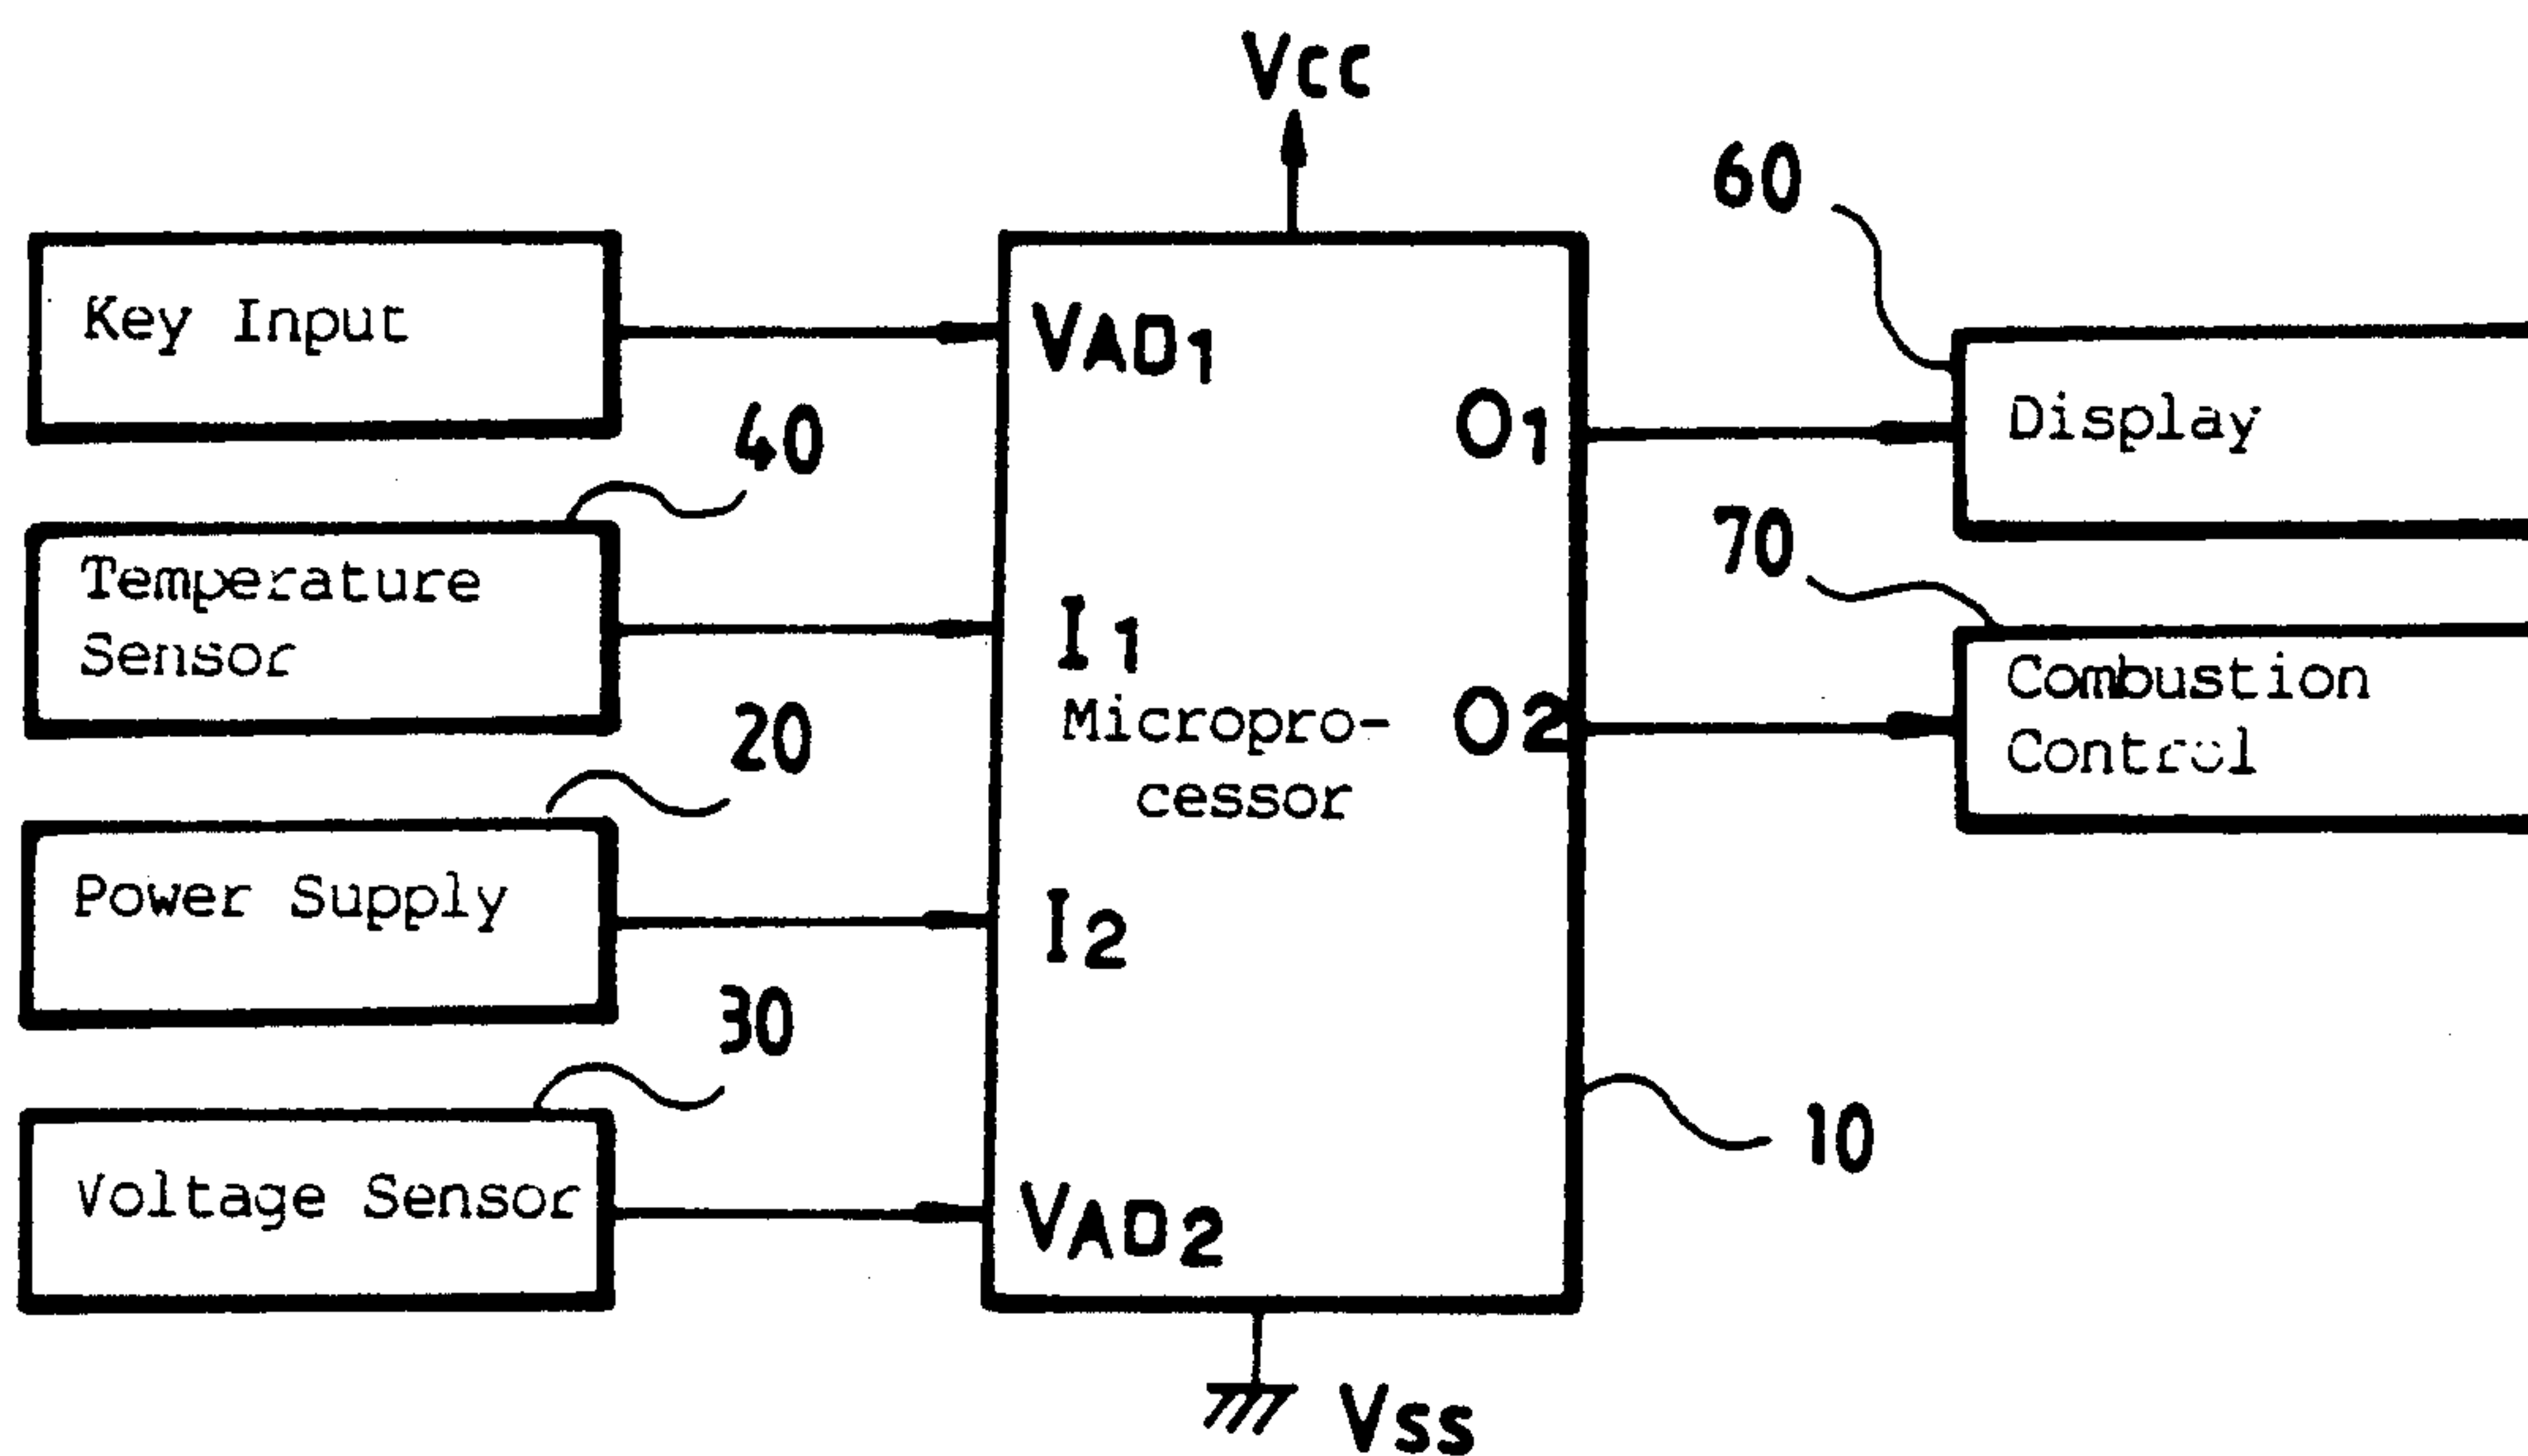 Vcc
60
Key Input
VAD1
40
O1
Display
70
Temperature
Sensor
I1
20
Micropro-
cessor
O2
Combustion
Control
Power Supply
I2
30
10
Voltage Sensor
VAD2
Vss